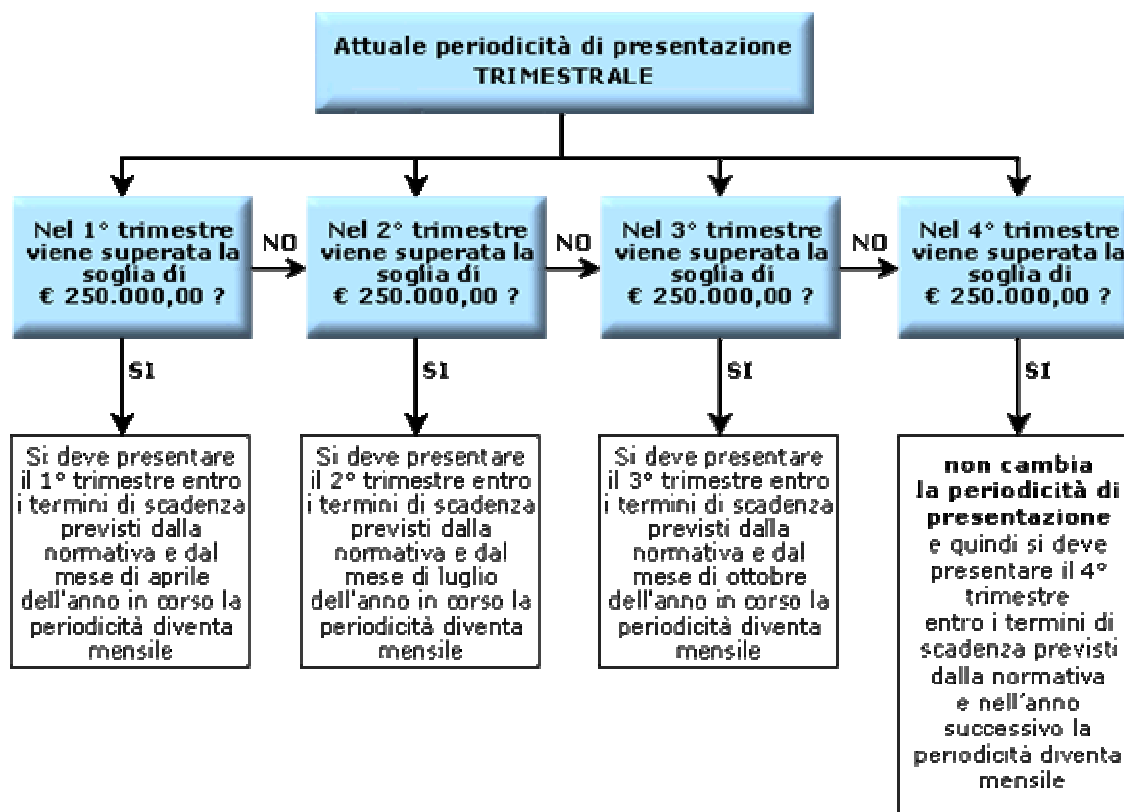 Attuale periodicità di presentazione
TRIMESTRALE
Nel 1° trimestre
viene superata la
soglia di
€ 250.000,00 ?
NO
Nel 2° trimestre
viene superata la
soglia di
€ 250.000,00 ?
NO
Nel 3° trimestre
viene superata la
soglia di
€ 250.000,00 ?
NO
Nel 4° trimestre
viene superata la
soglia di
€ 250.000,00 ?
SI
SI
SI
SI
Si deve presentare
il 1° trimestre entro
i termini di scadenza
previsti dalla
normativa e dal
mese di aprile
dell'anno in corso la
periodicità diventa
mensile
Si deve presentare
il 2° trimestre entro
i termini di scadenza
previsti dalla
normativa e dal
mese di luglio
dell'anno in corso la
periodicità diventa
mensile
Si deve presentare
il 3° trimestre entro
i termini di scadenza
previsti dalla
normativa e dal
mese di ottobre
dell'anno in corso la
periodicità diventa
mensile
non cambia
la periodicità di
presentazione
e quindi si deve
presentare il 4°
trimestre
entro i termini di
scadenza previsti
dalla normativa
e nell'anno
successivo la
periodicità diventa
mensile